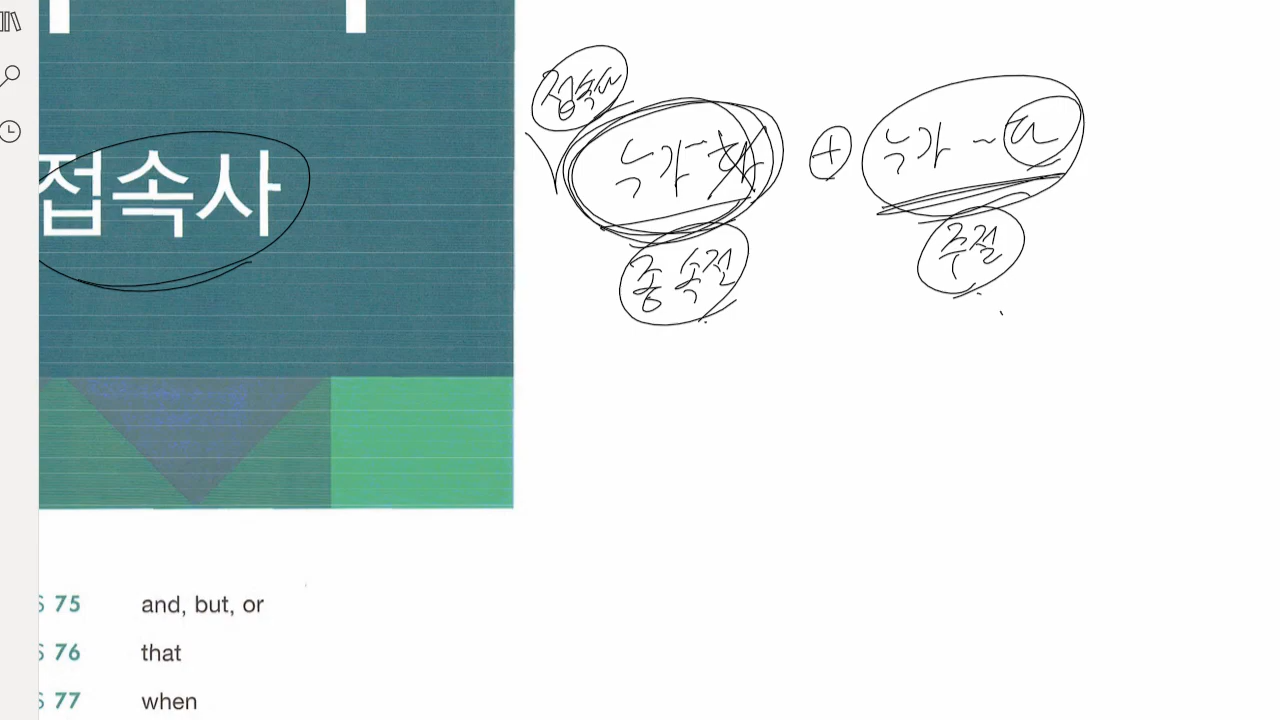 접속사
접속사
누가~
+
누가 ~다
종속절
주절
75 and, but, or
76 that
77 when